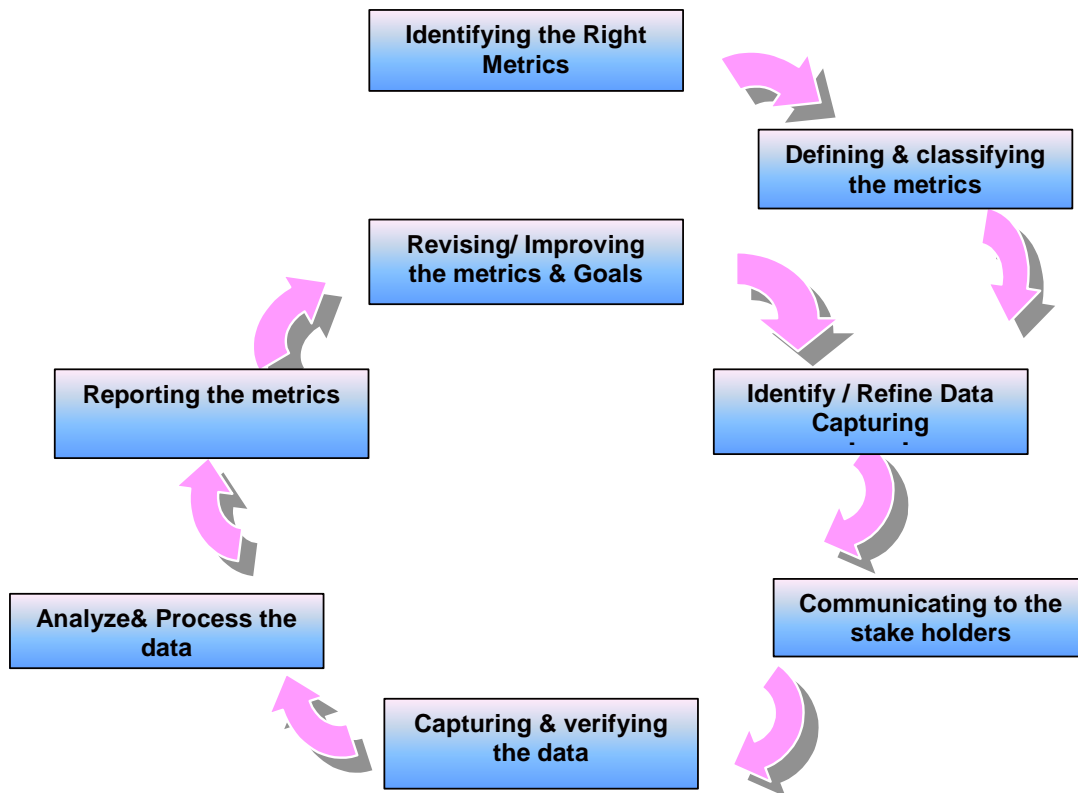 Identifying the Right
Metrics
Defining & classifying
the metrics
Revising/ Improving
the metrics & Goals
Identify / Refine Data
Capturing
Communicating to the
stake holders
Capturing & verifying
the data
Analyze& Process the
data
Reporting the metrics